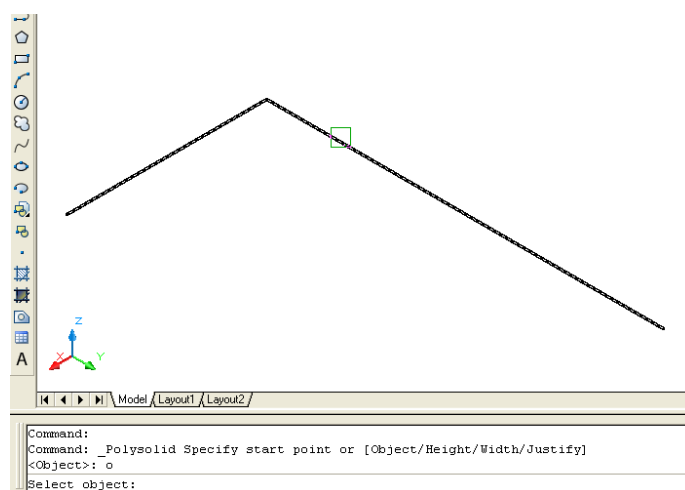 A
Z
X
Y
Model
Layout1
Layout2
Command:
Command: _Polysolid Specify start point or [Object/Height/Width/Justify]
<Object>: o
Select object: